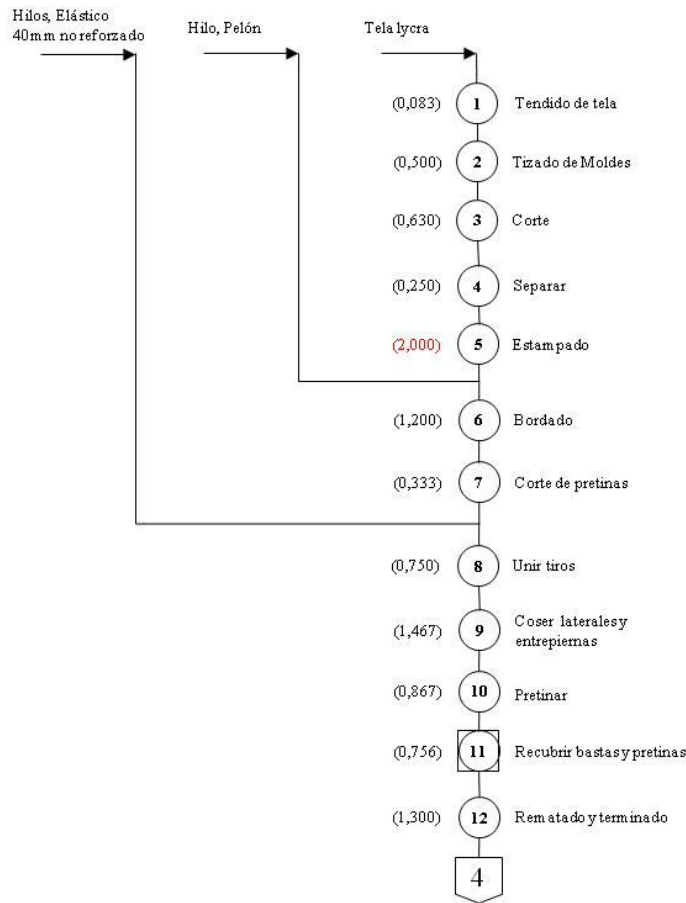 Hilos, Elástico
40mm no reforzado
Hilo, Pelón
Tela lycra
(0,083) 1 Tendido de tela
(0,500) 2 Tizado de Moldes
(0,630) 3 Corte
(0,250) 4 Separar
(2,000) 5 Estampado
(1,200) 6 Bordado
(0,333) 7 Corte de pretinas
(0,750) 8 Unir tiros
(1,467) 9 Coser laterales y
entrepiernas
(0,867) 10 Pretinar
(0,756) 11 Recubrir bastas y pretinas
(1,300) 12 Rematado y terminado
4